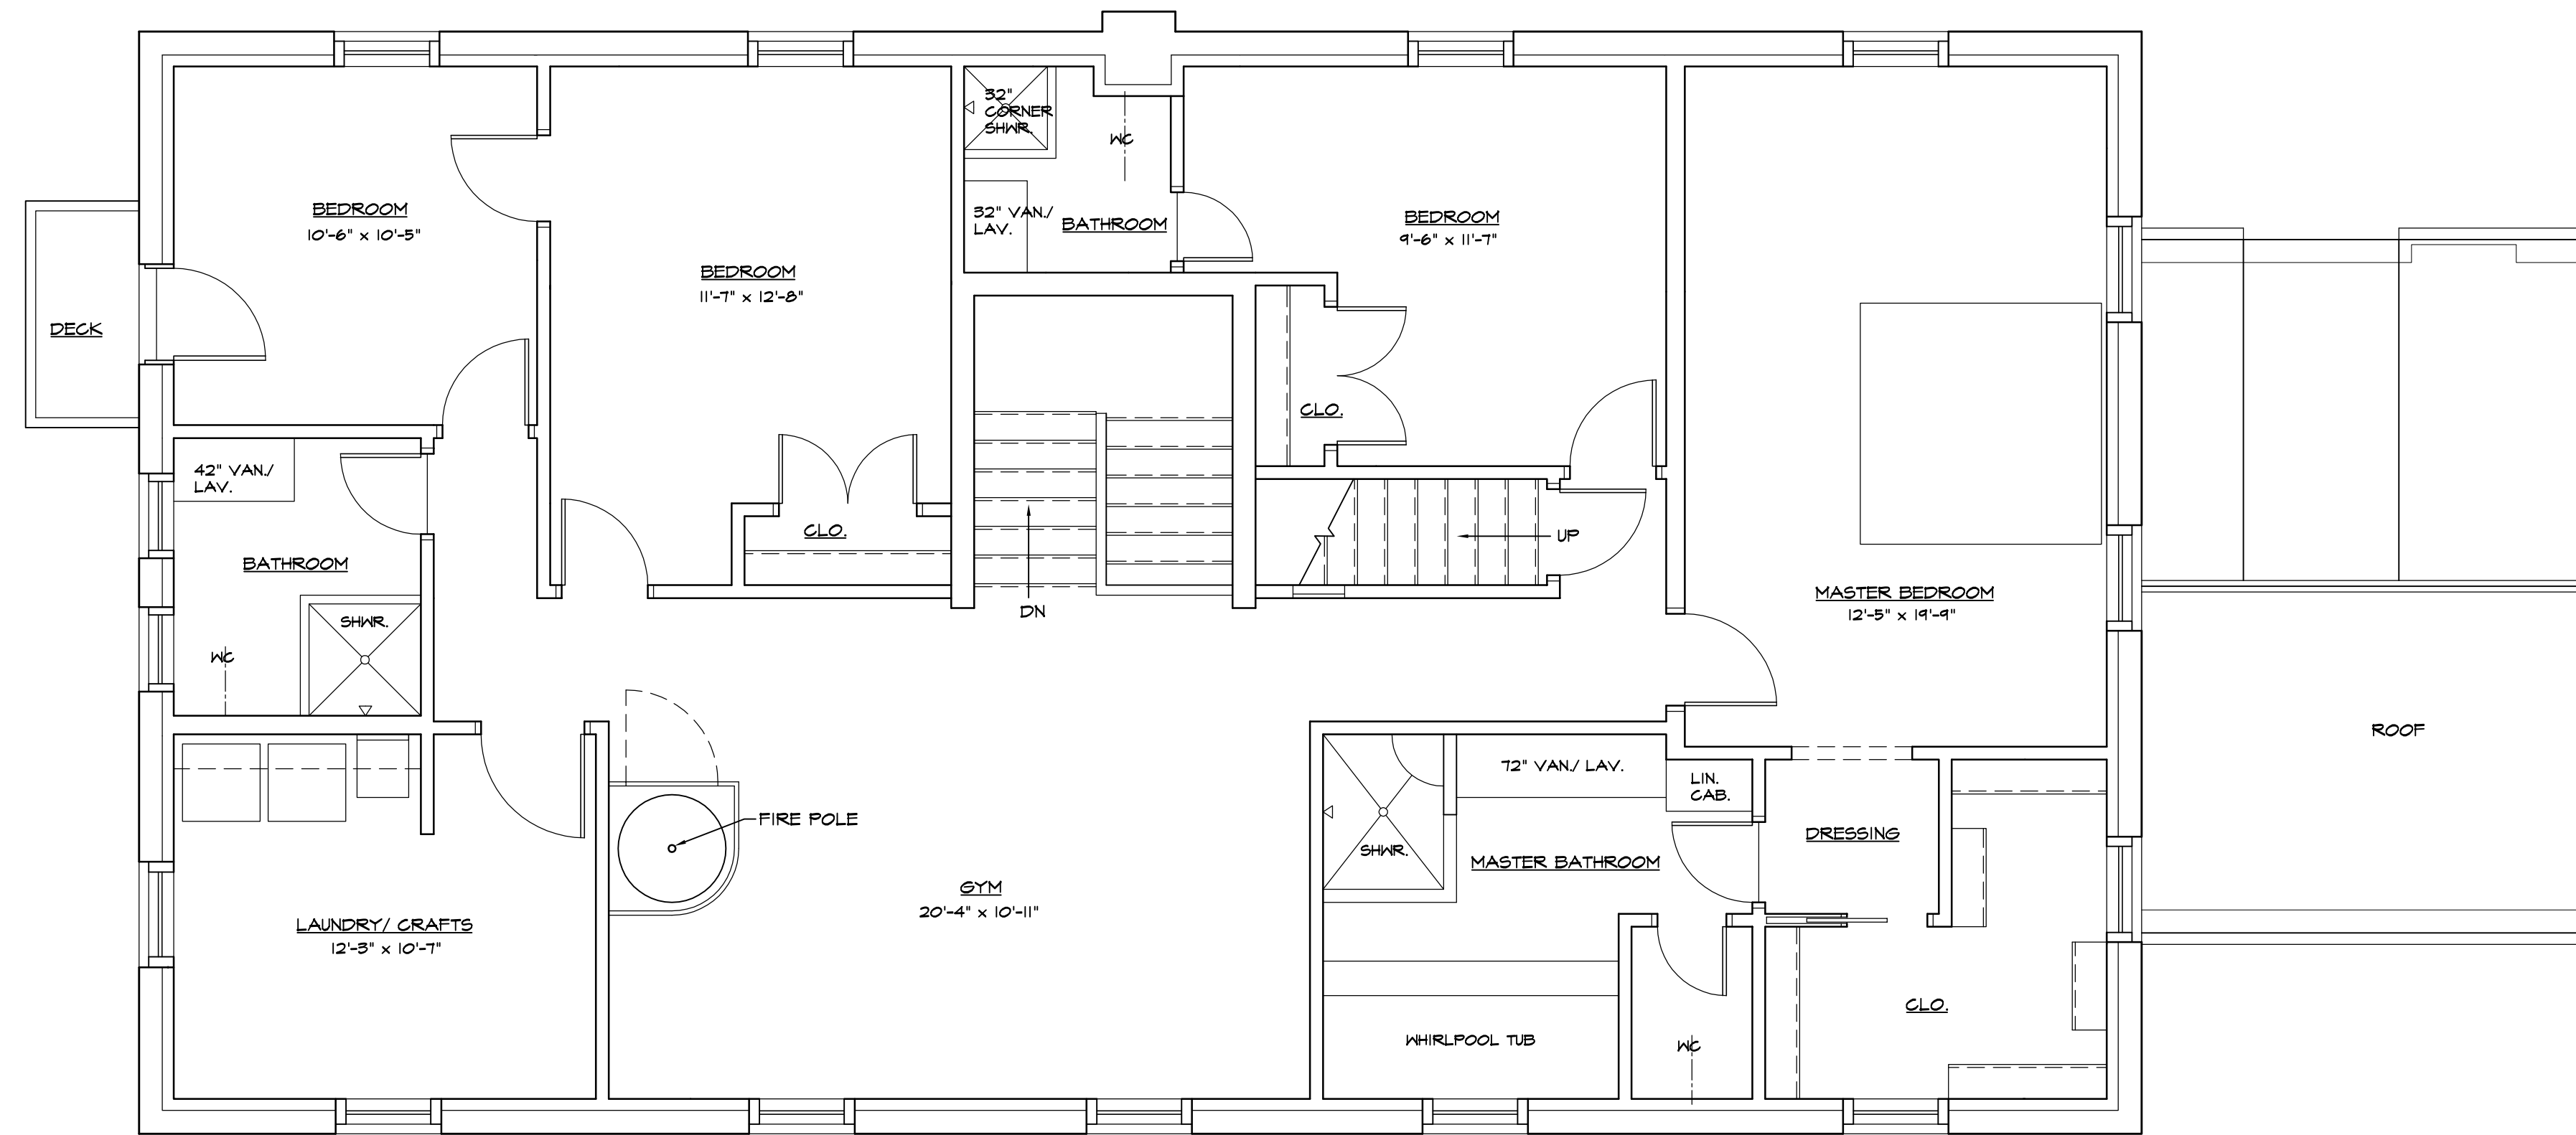 32"
CORNER
SHWR.
WC
32" VAN./
LAV.
BATHROOM
BEDROOM
10'-6" x 10'-5"
BEDROOM
11'-7" x 12'-8"
BEDROOM
9'-6" x 11'-7"
DECK
CLO.
42" VAN./
LAV.
BATHROOM
SHWR.
WC
CLO.
DN
UP
MASTER BEDROOM
12'-5" x 19'-9"
ROOF
72" VAN./ LAV.
LIN.
CAB.
FIRE POLE
DRESSING
SHWR.
MASTER BATHROOM
GYM
20'-4" x 10'-11"
LAUNDRY/ CRAFTS
12'-3" x 10'-7"
CLO.
WHIRLPOOL TUB
WC